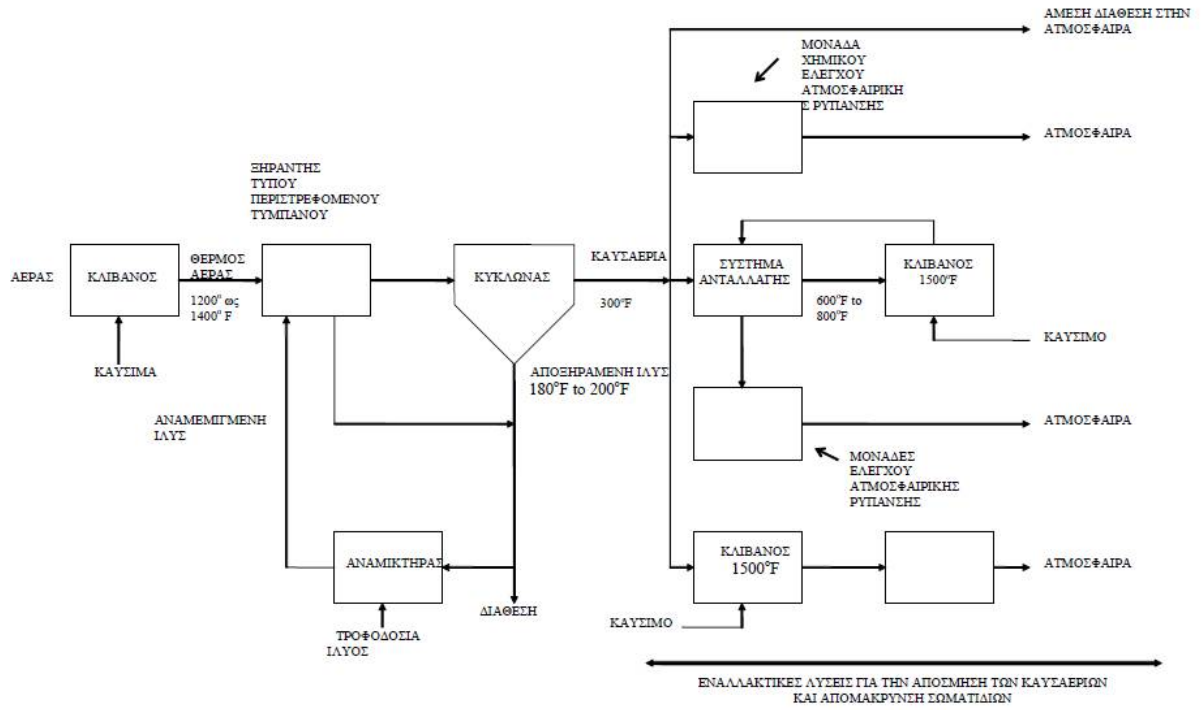 ΑΜΕΣΗ ΔΙΑΘΕΣΗ ΣΤΗΝ
ΑΤΜΟΣΦΑΙΡΑ
ΜΟΝΑΔΑ
ΧΗΜΙΚΟΥ
ΕΛΕΓΧΟΥ
ΑΤΜΟΣΦΑΙΡΙΚΗ
Σ ΡΥΠΑΝΣΗΣ
ΑΤΜΟΣΦΑΙΡΑ
ΞΗΡΑΝΤΗΣ
ΤΥΠΟΥ
ΠΕΡΙΣΤΡΕΦΟΜΕΝΟΥ
ΤΥΜΠΑΝΟΥ
ΑΕΡΑΣ
ΚΛΙΒΑΝΟΣ
ΘΕΡΜΟΣ
ΑΕΡΑΣ
1200° ως
1400° F
ΚΥΚΛΩΝΑΣ
ΚΑΥΣΑΕΡΙΑ
300°F
ΣΥΣΤΗΜΑ
ΑΝΤΑΛΛΑΓΗΣ
600°F to
800°F
ΚΛΙΒΑΝΟΣ
1500°F
ΚΑΥΣΙΜΟ
ΚΑΥΣΙΜΑ
ΑΠΟΞΗΡΑΜΕΝΗ ΙΛΥΣ
180°F to 200°F
ΑΝΑΜΕΜΙΓΜΕΝΗ
ΙΛΥΣ
ΑΤΜΟΣΦΑΙΡΑ
ΜΟΝΑΔΕΣ
ΕΛΕΓΧΟΥ
ΑΤΜΟΣΦΑΙΡΙΚΗΣ
ΡΥΠΑΝΣΗΣ
ΑΝΑΜΙΚΤΗΡΑΣ
ΚΛΙΒΑΝΟΣ
1500°F
ΑΤΜΟΣΦΑΙΡΑ
ΔΙΑΘΕΣΗ
ΚΑΥΣΙΜΟ
ΤΡΟΦΟΔΟΣΙΑ
ΙΛΥΟΣ
ΕΝΑΛΛΑΚΤΙΚΕΣ ΛΥΣΕΙΣ ΓΙΑ ΤΗΝ ΑΠΟΣΜΗΣΗ ΤΩΝ ΚΑΥΣΑΕΡΙΩΝ
ΚΑΙ ΑΠΟΜΑΚΡΥΝΣΗ ΣΩΜΑΤΙΔΙΩΝ